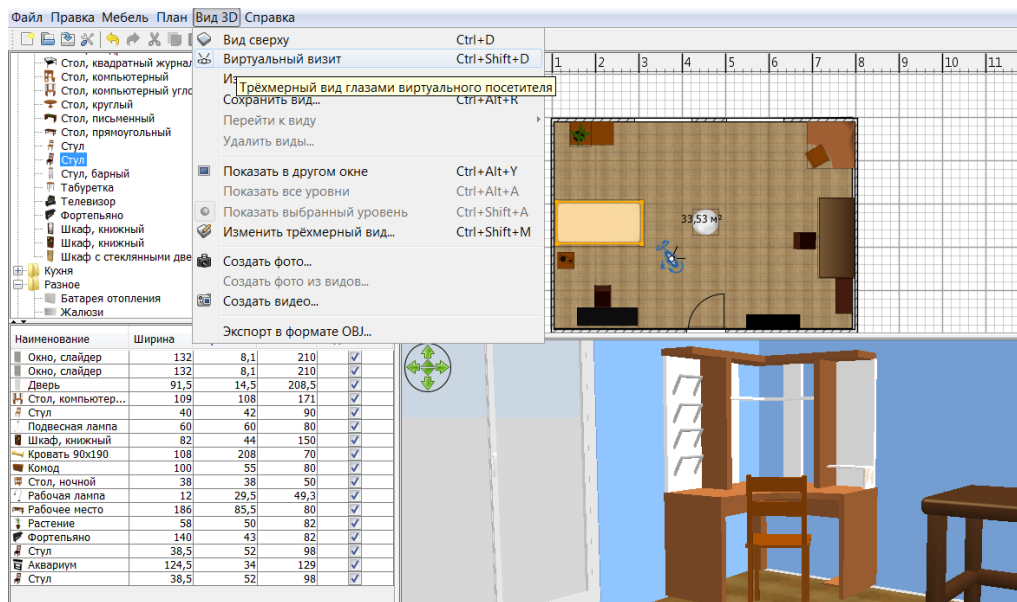 Файл Правка Мебель План Вид 3D Справка
Стол, квадратный журнал
Стол, компьютерный
Стол, компьютерный угло
Стол, круглый
Стол, письменный
Стол, прямоугольный
Стул
Стул
Стул, барный
Табуретка
Телевизор
Фортепьяно
Шкаф, книжный
Шкаф, книжный
Шкаф с стеклянными две
Кухня
Разное
Батарея отопления
Жалюзи
Вид сверху Ctrl+D
Виртуальный визит Ctrl+Shift+D
Трёхмерный вид глазами виртуального посетителя
Сохранить вид... Ctrl+Alt+R
Перейти к виду
Удалить виды...
Показать в другом окне Ctrl+Alt+Y
Показать все уровни Ctrl+Alt+A
Показать выбранный уровень Ctrl+Shift+A
Изменить трёхмерный вид... Ctrl+Shift+M
Создать фото...
Создать фото из видов...
Создать видео...
Экспорт в формате OBJ...
1 2 3 4 5 6 7 8 9 10 11
33,53 м²
Наименование Ширина
Окно, слайдер 132 8,1 210
Окно, слайдер 132 8,1 210
Дверь 91,5 14,5 208,5
Стол, компьютер... 109 108 171
Стул 40 42 90
Подвесная лампа 60 60 80
Шкаф, книжный 82 44 150
Кровать 90x190 108 208 70
Комод 100 55 80
Стол, ночной 38 38 50
Рабочая лампа 12 29,5 49,3
Рабочее место 186 85,5 80
Растение 58 50 82
Фортепьяно 140 43 82
Стул 38,5 52 98
Аквариум 124,5 34 129
Стул 38,5 52 98